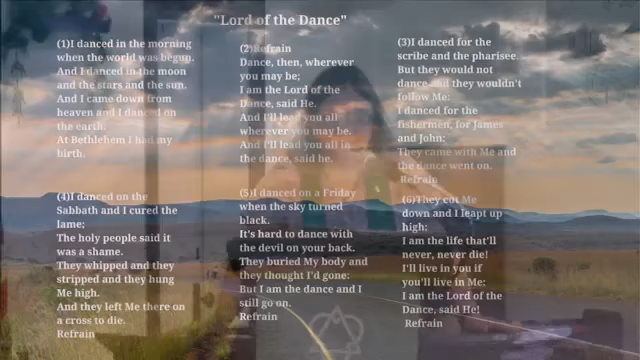 "Lord of the Dance"
(1)I danced in the morning
when the world was begun.
And I danced in the moon
and the stars and the sun.
And I came down from
heaven and I danced on
the earth.
At Bethlehem I had my
birth.
(2)Refrain
Dance, then, wherever
you may be;
I am the Lord of the
Dance, said He.
And I'll lead you all
wherever you may be.
And I'll lead you all in
the dance, said he.
(3)I danced for the
scribe and the pharisee.
But they would not
dance and they wouldn't
follow Me:
I danced for the
fishermen, for James
and John:
They came with Me and
the dance went on.
Refrain
(4)I danced on the
Sabbath and I cured the
lame;
The holy people said it
was a shame.
They whipped and they
stripped and they hung
Me high.
And they left Me there on
a cross to die.
Refrain
(5)I danced on a Friday
when the sky turned
black.
It's hard to dance with
the devil on your back.
They buried My body and
they thought I'd gone:
But I am the dance and I
still go on.
Refrain
(6)They cut Me
down and I leapt up
high:
I am the life that'll
never, never die!
I'll live in you if
you'll live in Me:
I am the Lord of the
Dance, said He!
Refrain